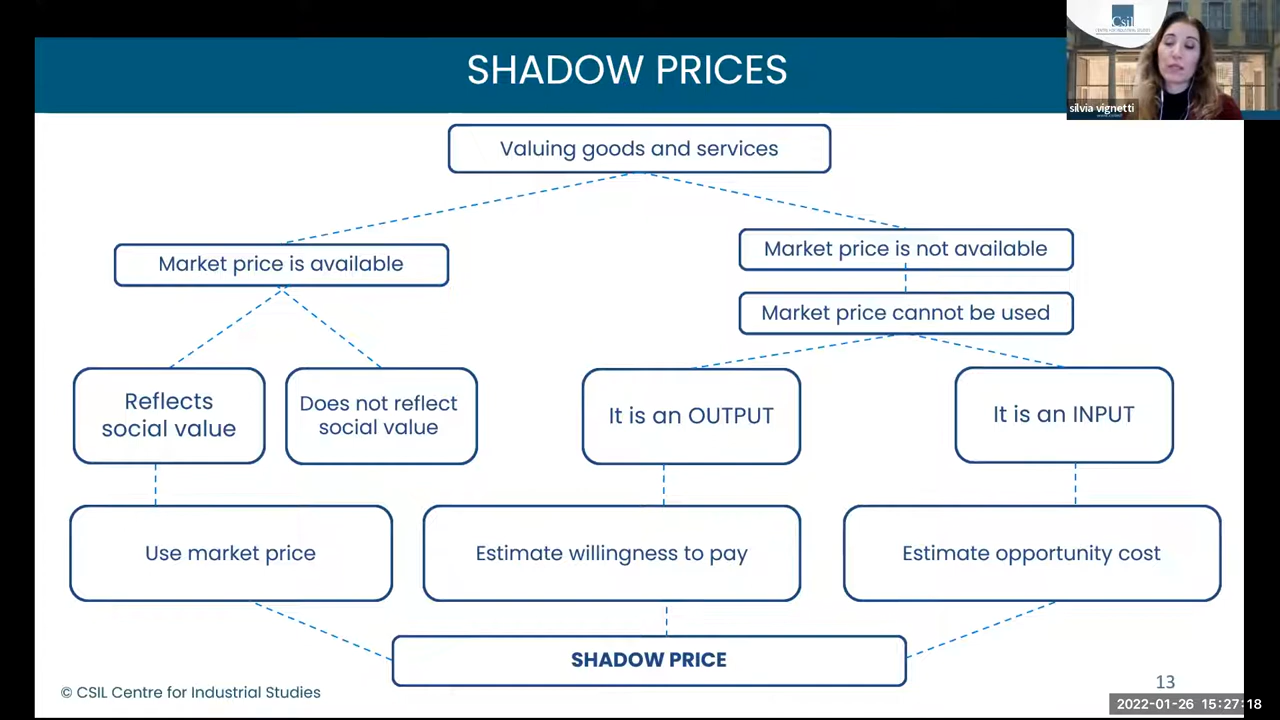 SHADOW PRICES
Csil
silvia vignetti
Valuing goods and services
Market price is available
Market price is not available
Market price cannot be used
Reflects
social value
Does not reflect
social value
It is an OUTPUT
It is an INPUT
Use market price
Estimate willingness to pay
Estimate opportunity cost
SHADOW PRICE
© CSIL Centre for Industrial Studies
13
2022-01-26 15:27:18